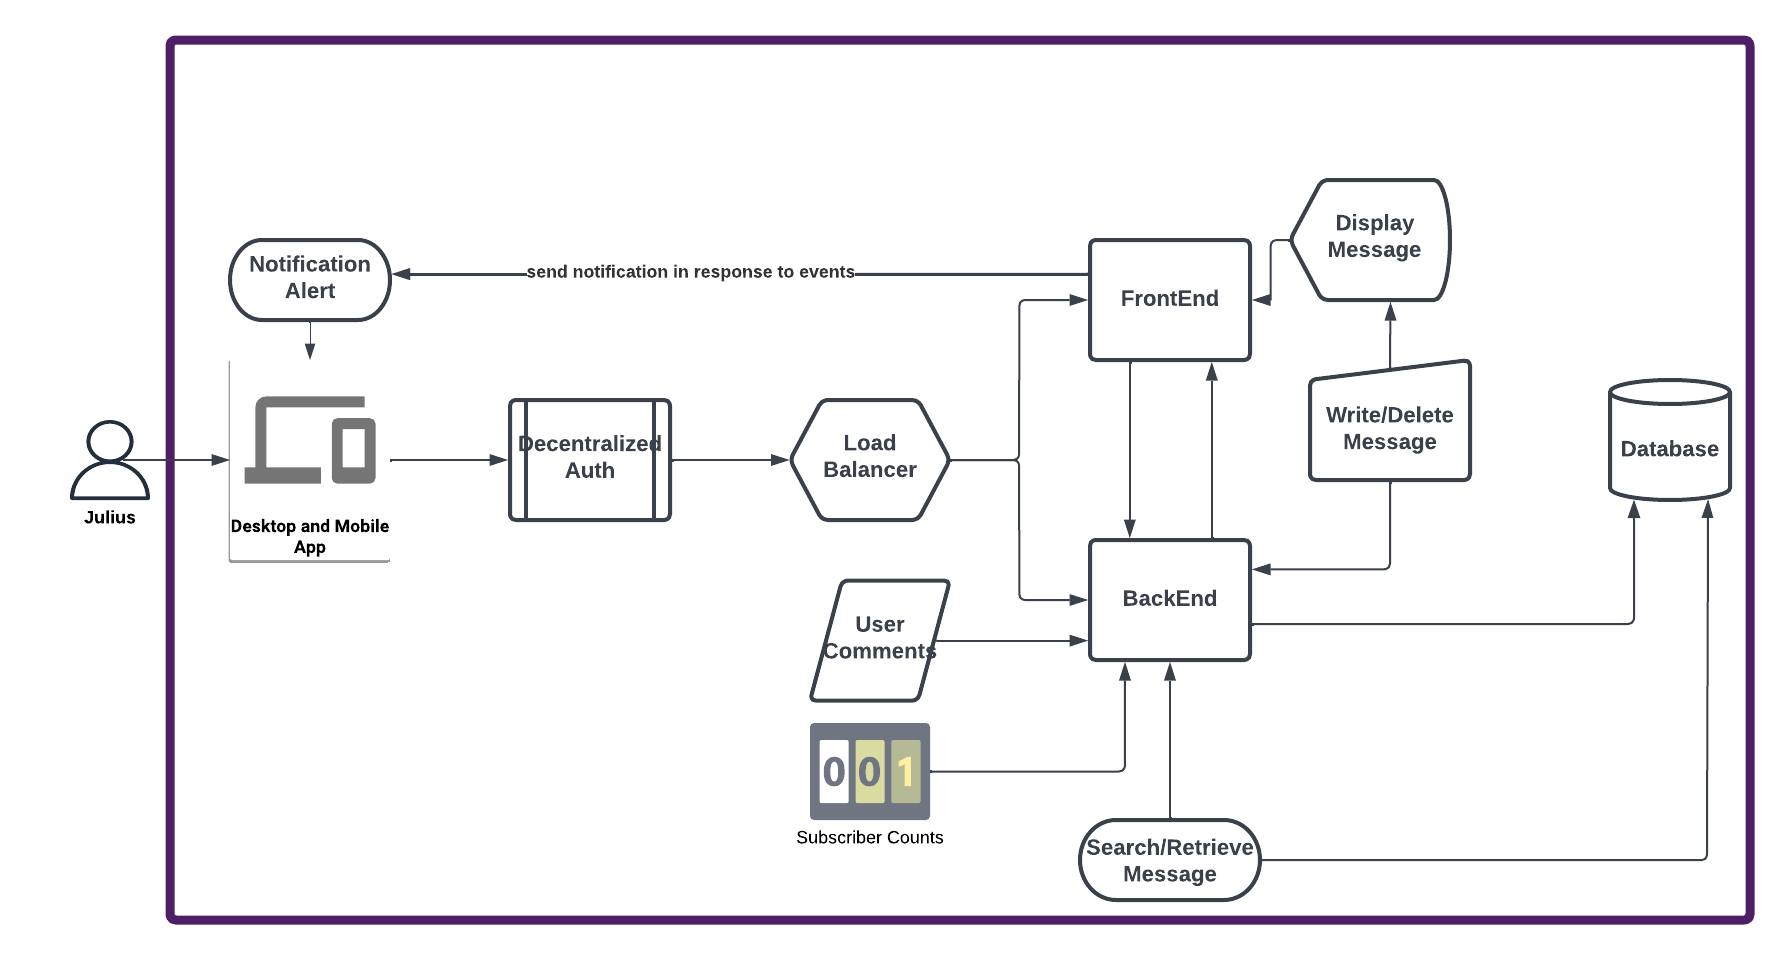 Display
Message
Notification
Alert
send notification in response to events
FrontEnd
Write/Delete
Message
Database
Decentralized
Auth
Load
Balancer
Julius
Desktop and Mobile
App
BackEnd
User
Comments
001
Subscriber Counts
Search/Retrieve
Message